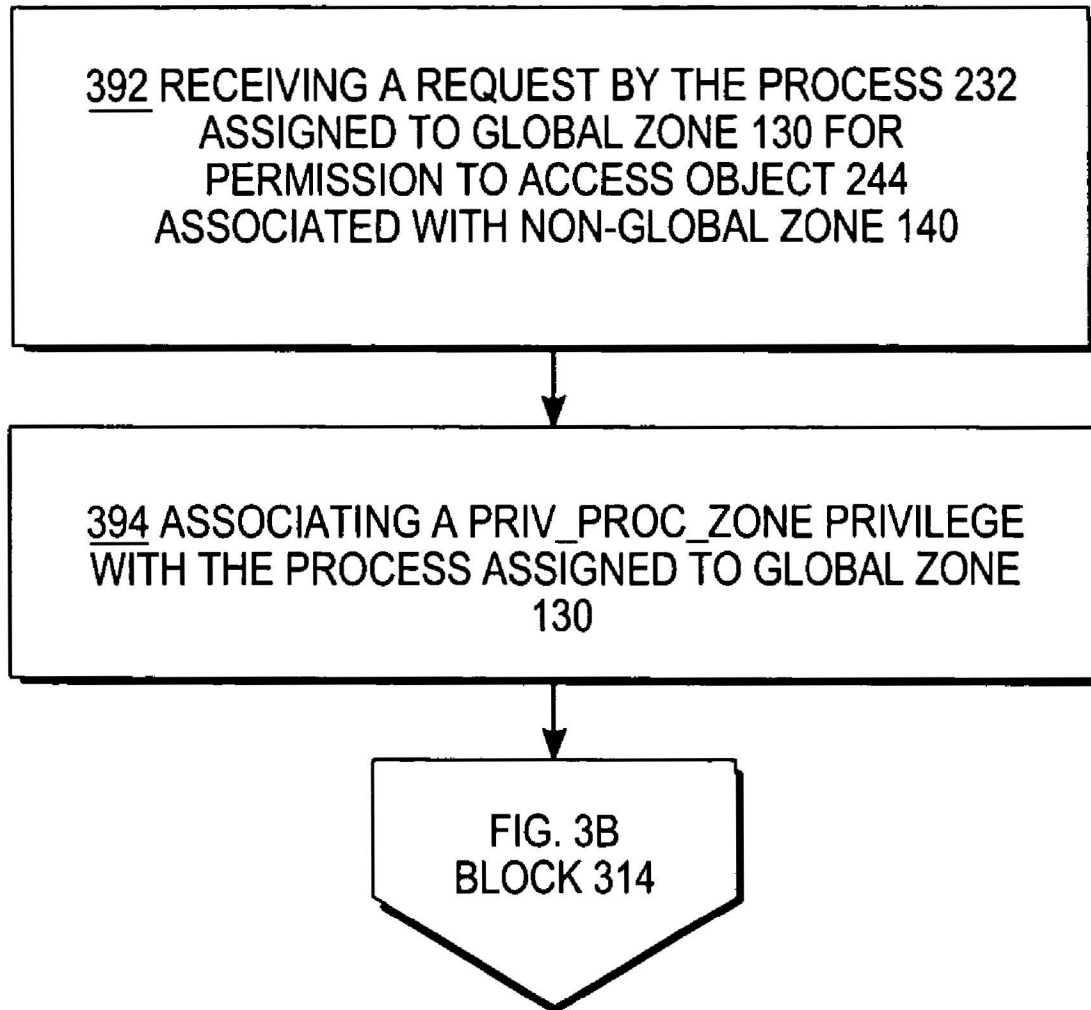 392 RECEIVING A REQUEST BY THE PROCESS 232
ASSIGNED TO GLOBAL ZONE 130 FOR
PERMISSION TO ACCESS OBJECT 244
ASSOCIATED WITH NON-GLOBAL ZONE 140
394 ASSOCIATING A PRIV_PROC_ZONE PRIVILEGE
WITH THE PROCESS ASSIGNED TO GLOBAL ZONE
130
FIG. 3B
BLOCK 314